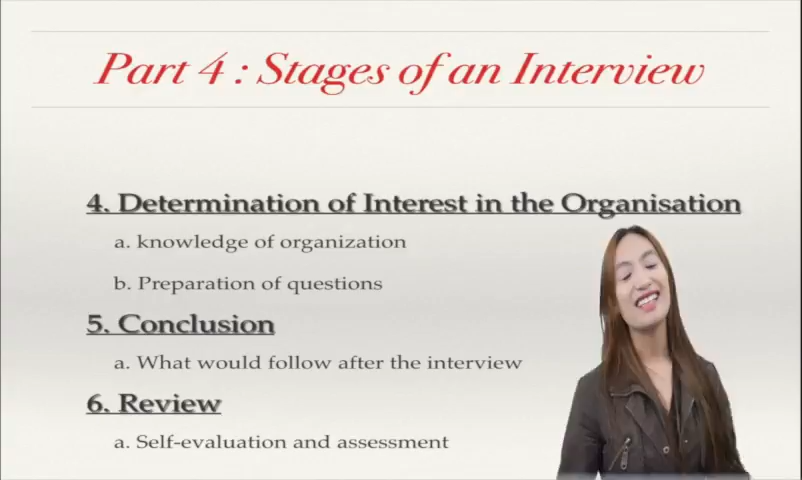 Part 4 : Stages of an Interview
4. Determination of Interest in the Organisation
a. knowledge of organization
b. Preparation of questions
5. Conclusion
a. What would follow after the interview
6. Review
a. Self-evaluation and assessment